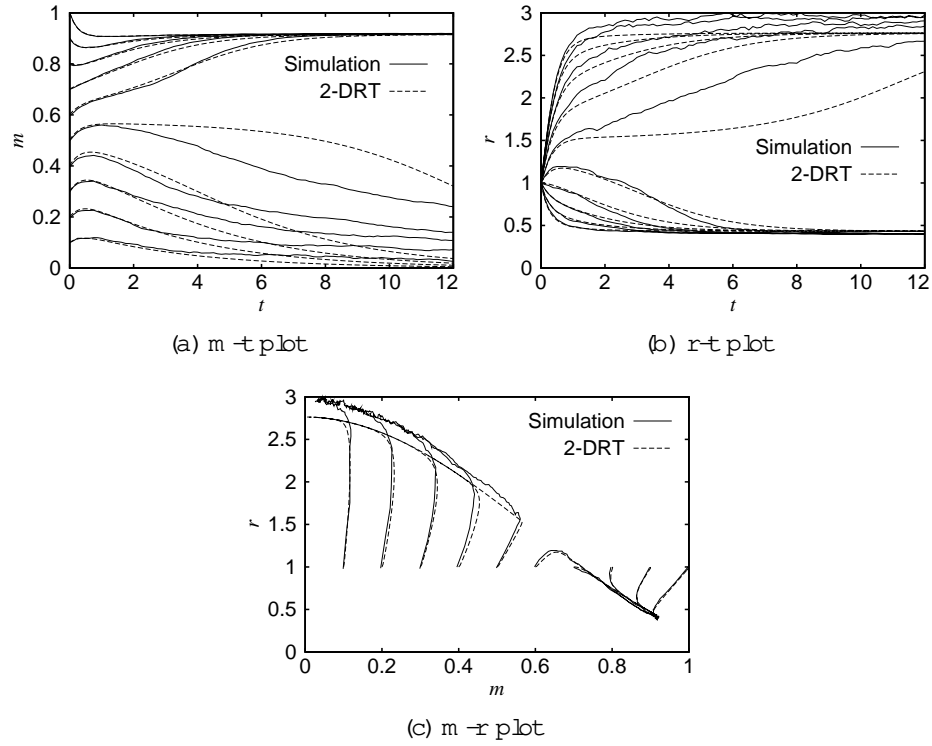 1
0.8
0.6
0.4
0.2
0
m
0 2 4 6 8 10 12
t
Simulation
2-DRT
(a) m-t plot
3
2.5
2
1.5
1
0.5
0
r
0 2 4 6 8 10 12
t
Simulation
2-DRT
(b) r-t plot
3
2.5
2
1.5
1
0.5
0
r
0 0.2 0.4 0.6 0.8 1
m
Simulation
2-DRT
(c) m-r plot